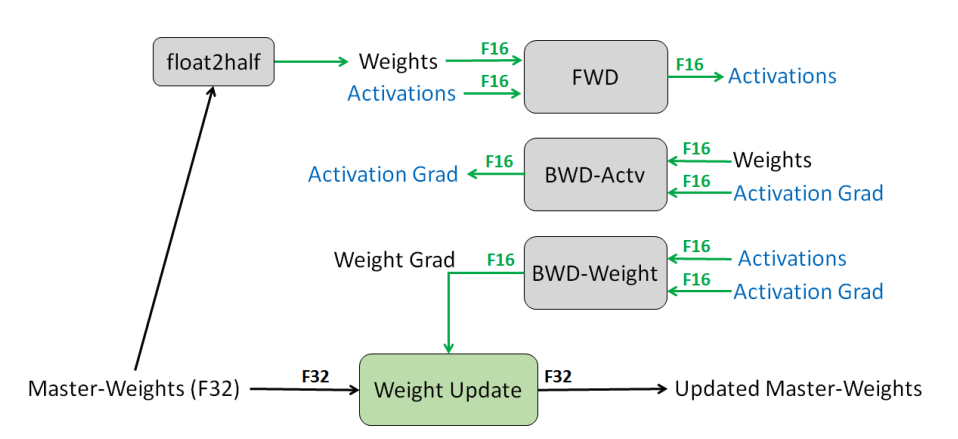 float2half
Weights
F16
Activations
F16
FWD
F16
Activations
Activation Grad
F16
BWD-Actv
F16
Weights
F16
Activation Grad
Weight Grad
F16
BWD-Weight
F16
Activations
F16
Activation Grad
Master-Weights (F32)
F32
Weight Update
F32
Updated Master-Weights